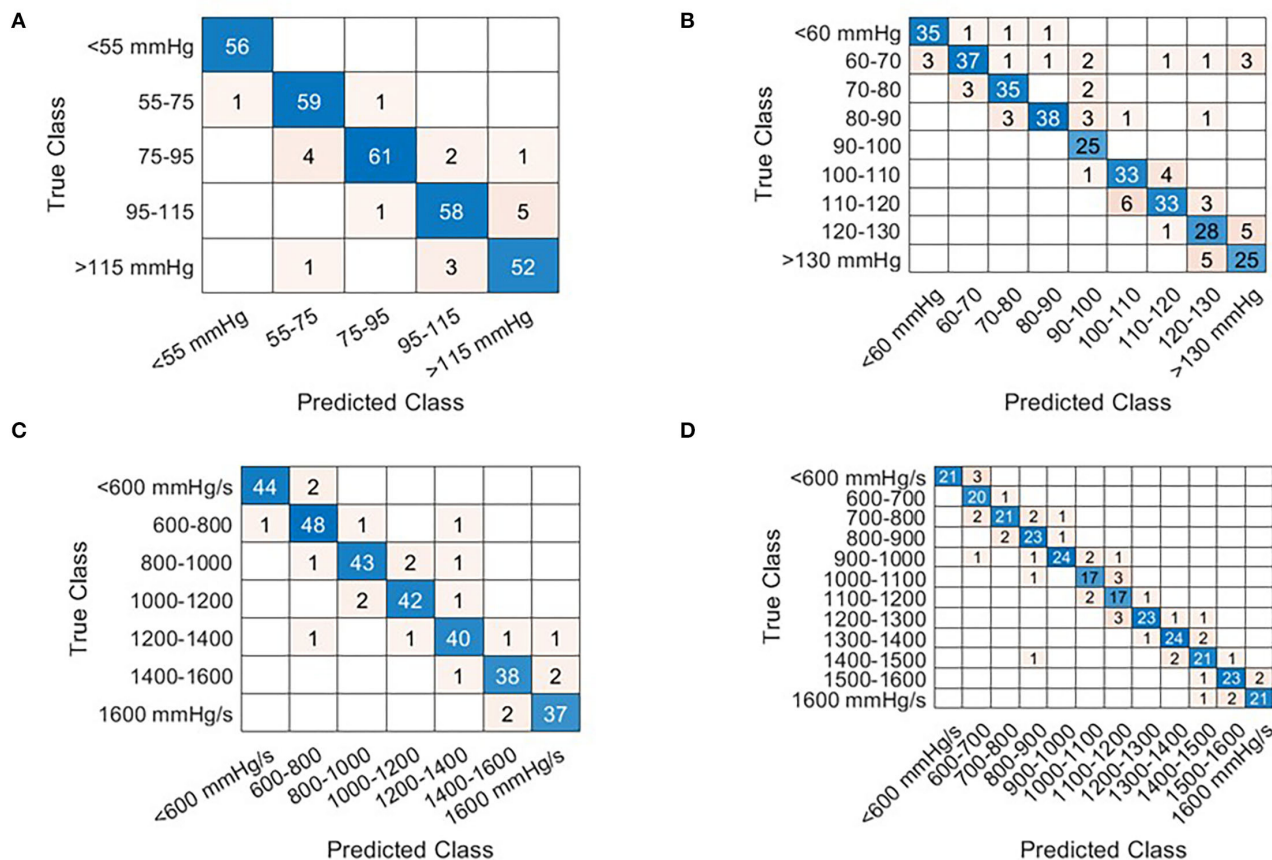 A
<55 mmHg 56
55-75 1 59 1
75-95 4 61 2 1
95-115 1 58 5
>115 mmHg 1 3 52
True Class
<55 mmHg 55-75 75-95 95-115 >115 mmHg
Predicted Class
B
<60 mmHg 35 1 1 1
60-70 3 37 1 1 2 1 1 3
70-80 3 35 2
80-90 3 38 3 1 1
90-100 25
100-110 1 33 4
110-120 6 33 3
120-130 1 28 5
>130 mmHg 5 25
True Class
<60 mmHg 60-70 70-80 80-90 90-100 100-110 110-120 120-130 >130 mmHg
Predicted Class
C
<600 mmHg/s 44 2
600-800 1 48 1 1
800-1000 1 43 2 1
1000-1200 2 42 1
1200-1400 1 1 40 1 1
1400-1600 1 38 2
1600 mmHg/s 2 37
True Class
<600 mmHg/s 600-800 800-1000 1000-1200 1200-1400 1400-1600 1600 mmHg/s
Predicted Class
D
<600 mmHg/s 21 3
600-700 20 1
700-800 2 21 2 1
800-900 2 23 1
900-1000 1 1 24 2 1
1000-1100 1 17 3
1100-1200 2 17 1
1200-1300 3 23 1 1
1300-1400 1 24 2
1400-1500 1 2 21 1
1500-1600 1 23 2
1600 mmHg/s 1 2 21
True Class
<600 mmHg/s 600-700 700-800 800-900 900-1000 1000-1100 1100-1200 1200-1300 1300-1400 1400-1500 1500-1600 1600 mmHg/s
Predicted Class